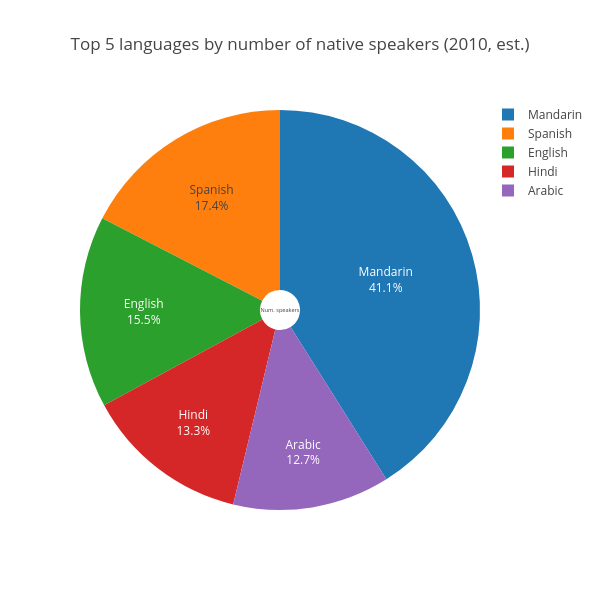 Top 5 languages by number of native speakers (2010, est.)
Mandarin
Spanish
English
Hindi
Arabic
Spanish
17.4%
Mandarin
41.1%
English
15.5%
Num. speakers
Hindi
13.3%
Arabic
12.7%